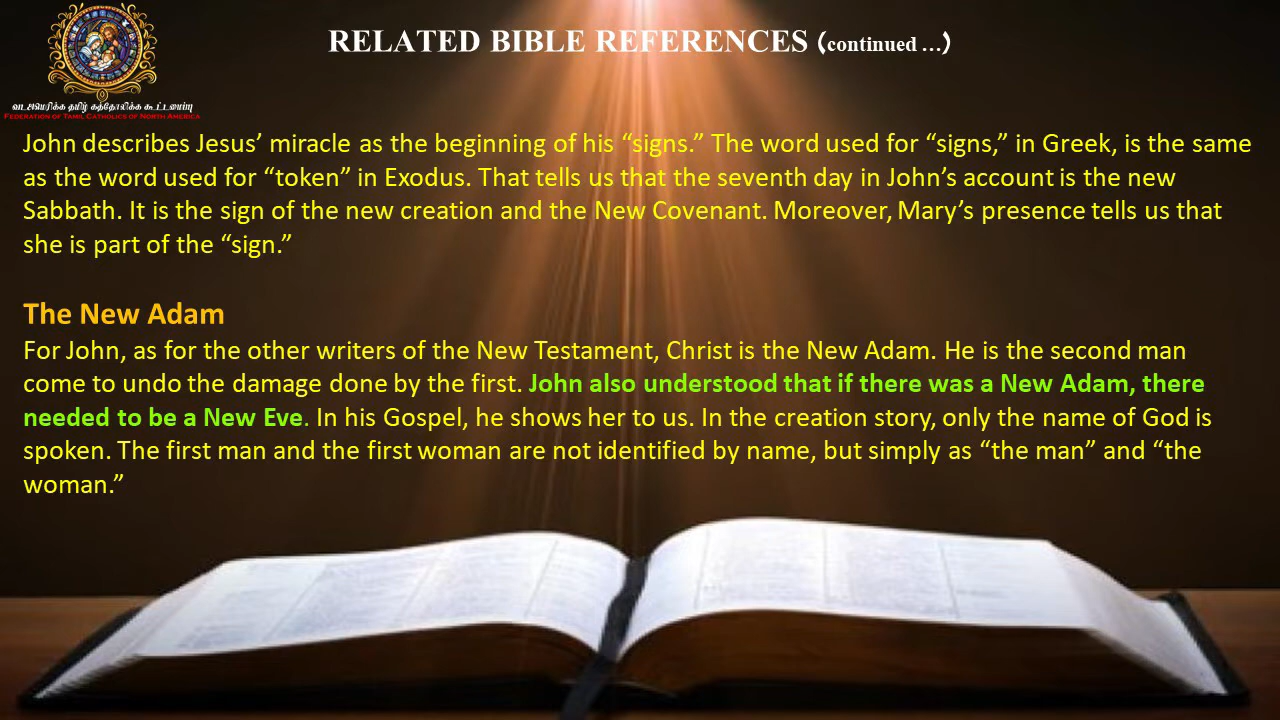 RELATED BIBLE REFERENCES (continued …)
வடஅமெரிக்க தமிழ் கத்தோலிக்க கூட்டமைப்பு
FEDERATION OF TAMIL CATHOLICS OF NORTH AMERICA
John describes Jesus’ miracle as the beginning of his “signs.” The word used for “signs,” in Greek, is the same
as the word used for “token” in Exodus. That tells us that the seventh day in John’s account is the new
Sabbath. It is the sign of the new creation and the New Covenant. Moreover, Mary’s presence tells us that
she is part of the “sign.”
The New Adam
For John, as for the other writers of the New Testament, Christ is the New Adam. He is the second man
come to undo the damage done by the first. John also understood that if there was a New Adam, there
needed to be a New Eve. In his Gospel, he shows her to us. In the creation story, only the name of God is
spoken. The first man and the first woman are not identified by name, but simply as “the man” and “the
woman.”